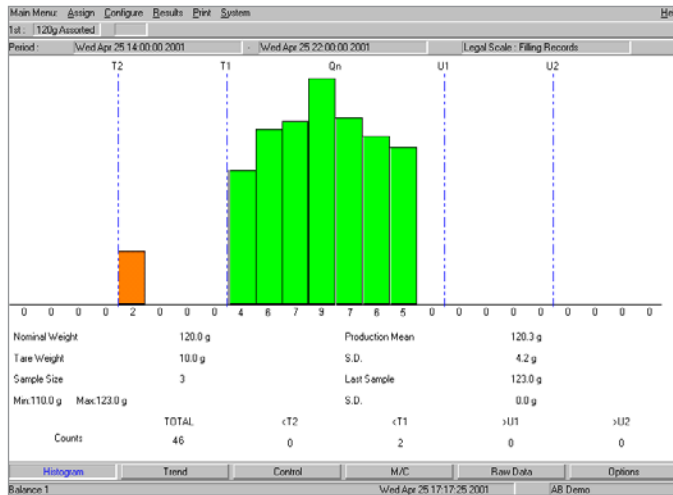 Main Menu: Assign Configure Results Print System He
1st : 120g Assorted
Period : Wed Apr 25 14:00:00 2001 - Wed Apr 25 22:00:00 2001 Legal Scale : Filling Records
T2 T1 Qn U1 U2
0 0 0 0 2 0 0 0 4 6 7 9 7 6 5 0 0 0 0 0 0 0 0 0
Nominal Weight 120.0 g Production Mean 120.3 g
Tare Weight 10.0 g S.D. 4.2 g
Sample Size 3 Last Sample 123.0 g
Min:110.0 g Max:123.0 g S.D. 0.0 g
TOTAL <T2 <T1 >U1 >U2
Counts 46 0 2 0 0
Histogram Trend Control M/C Raw Data Options
Balance 1 Wed Apr 25 17:17:25 2001 AB Demo